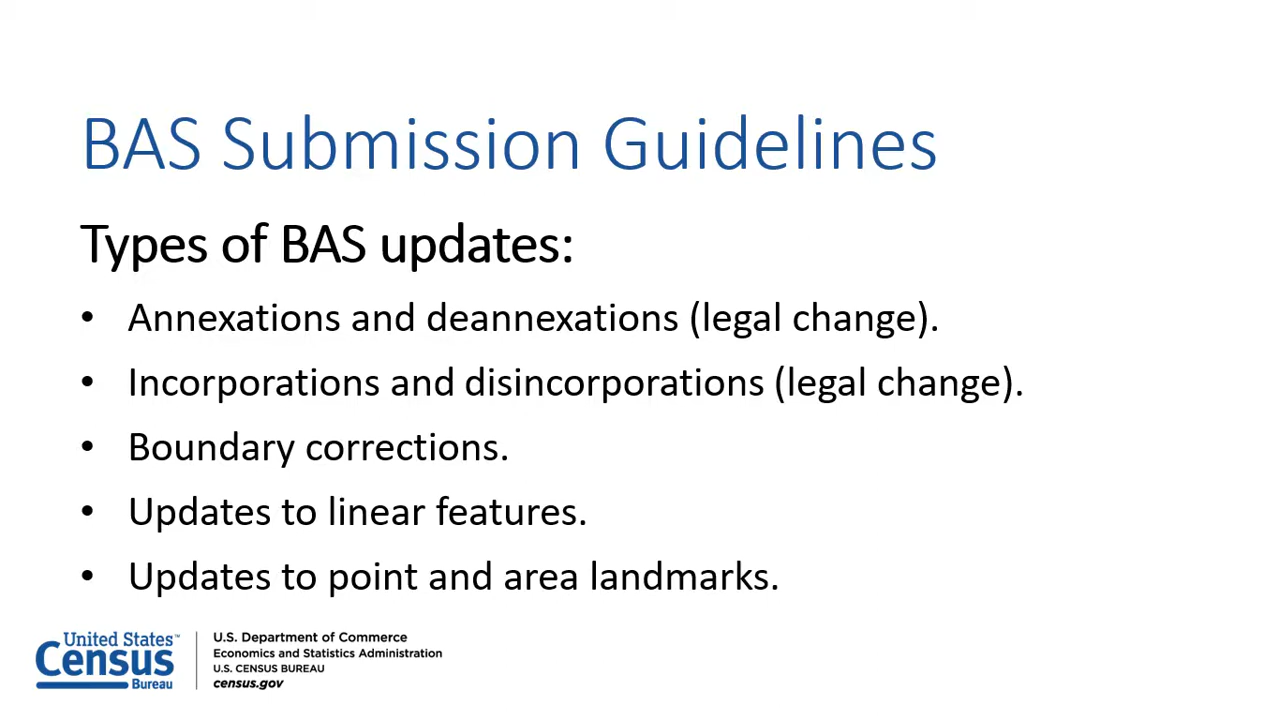 BAS Submission Guidelines
Types of BAS updates:
• Annexations and deannexations (legal change).
• Incorporations and disincorporations (legal change).
• Boundary corrections.
• Updates to linear features.
• Updates to point and area landmarks.
United States™
Census
Bureau
U.S. Department of Commerce
Economics and Statistics Administration
U.S. CENSUS BUREAU
census.gov